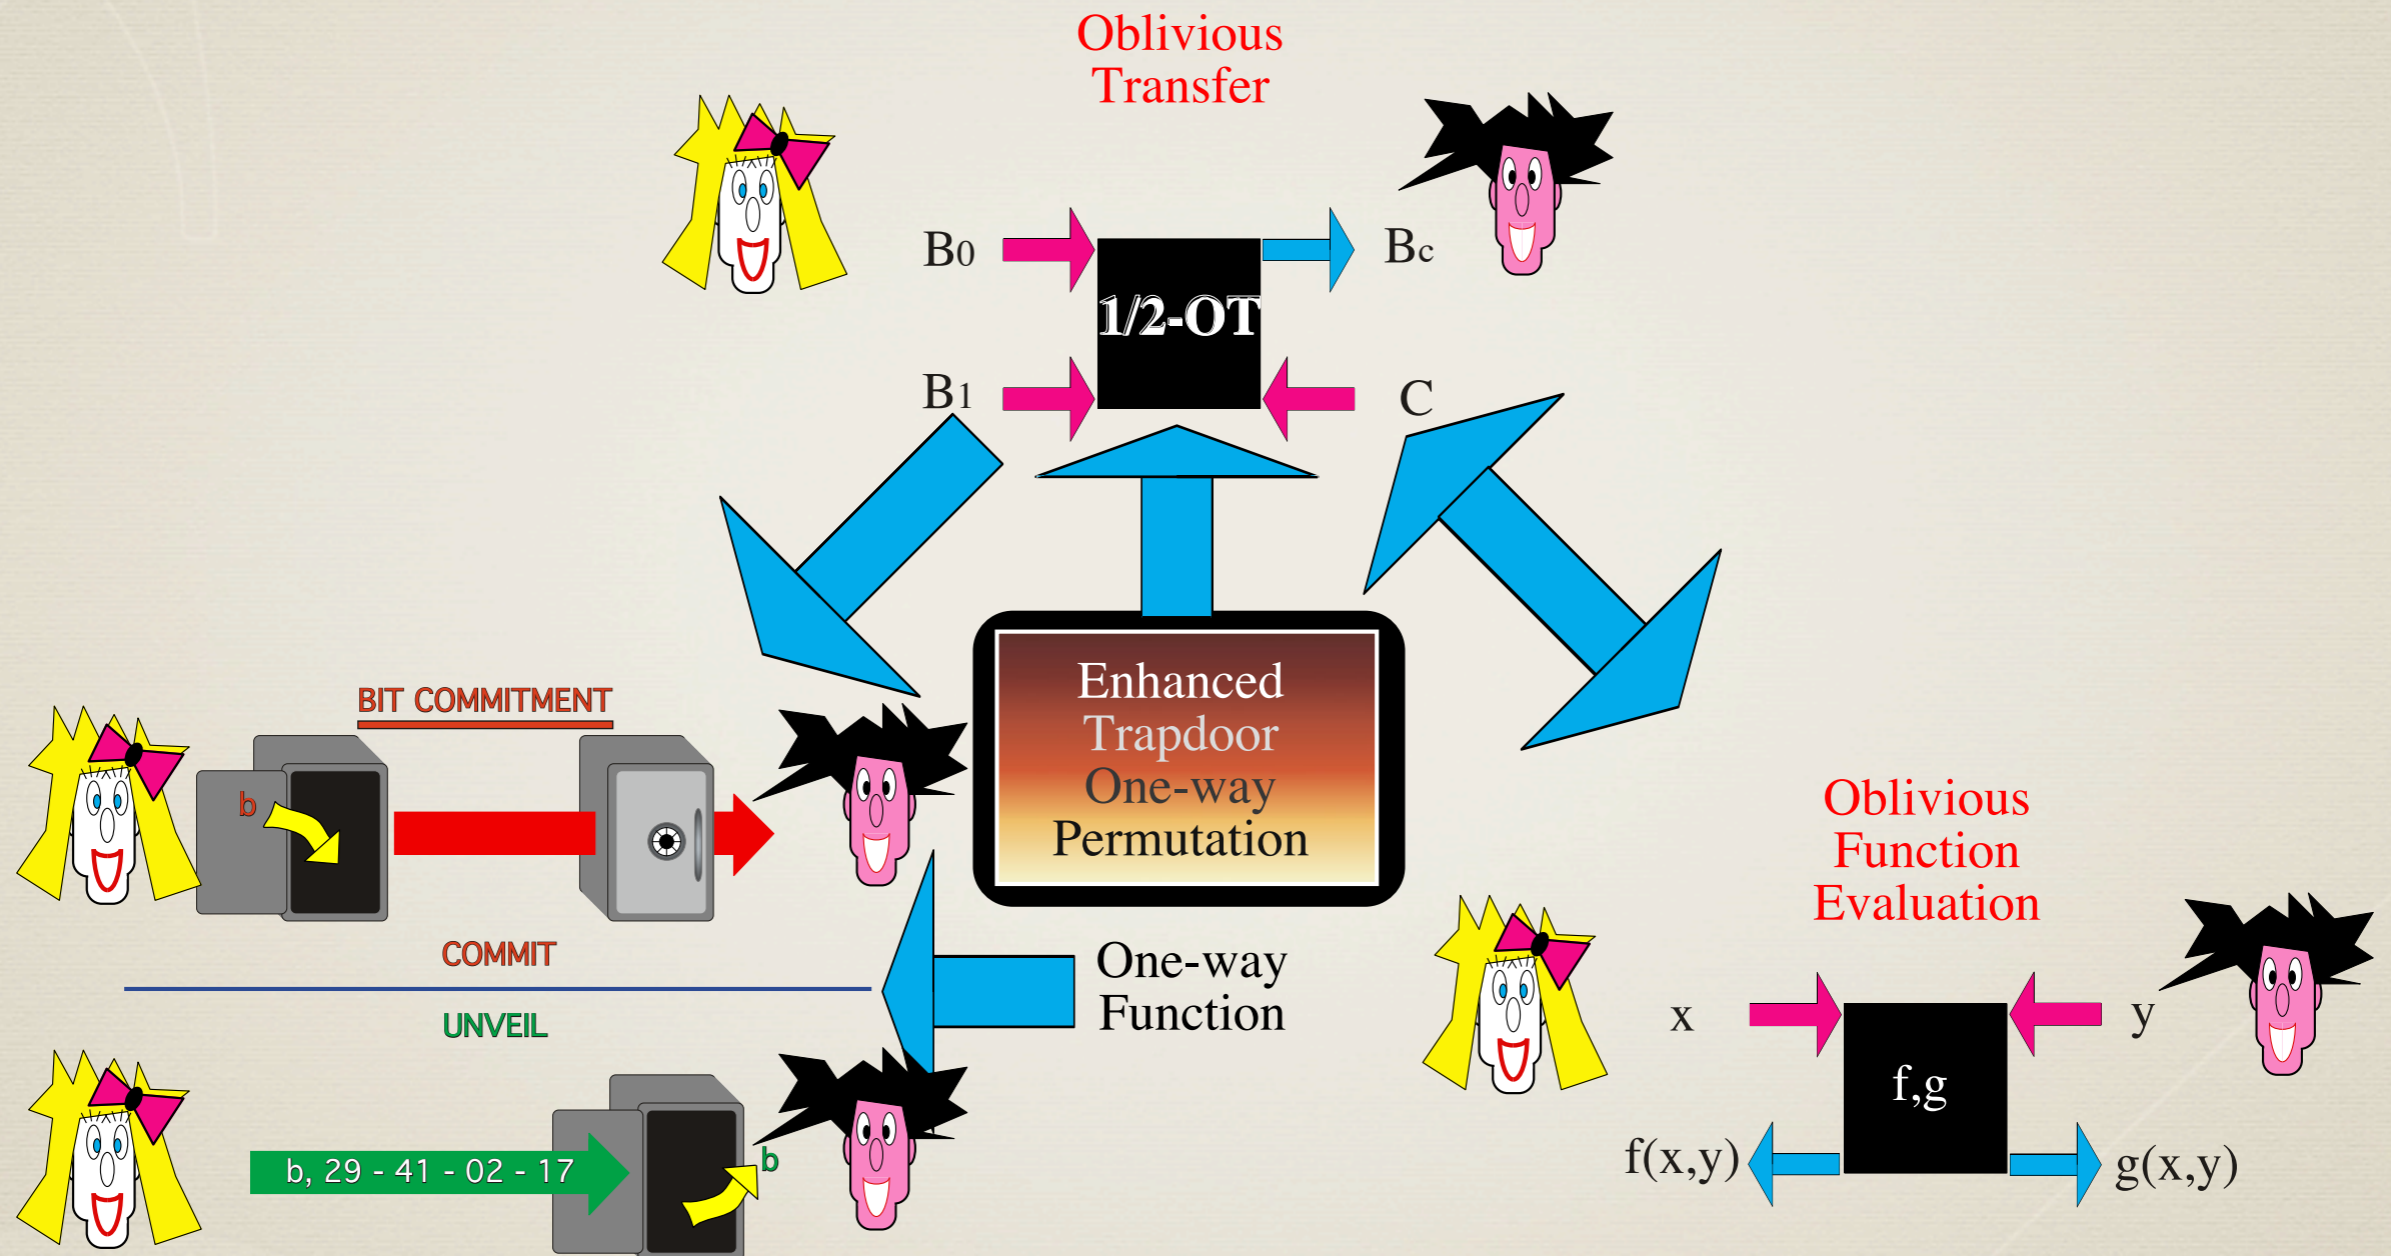 Oblivious
Transfer
B0
Bc
1/2-OT
B1
C
BIT COMMITMENT
b
COMMIT
UNVEIL
b, 29 - 41 - 02 - 17
b
Enhanced
Trapdoor
One-way
Permutation
One-way
Function
Oblivious
Function
Evaluation
x
y
f,g
f(x,y)
g(x,y)